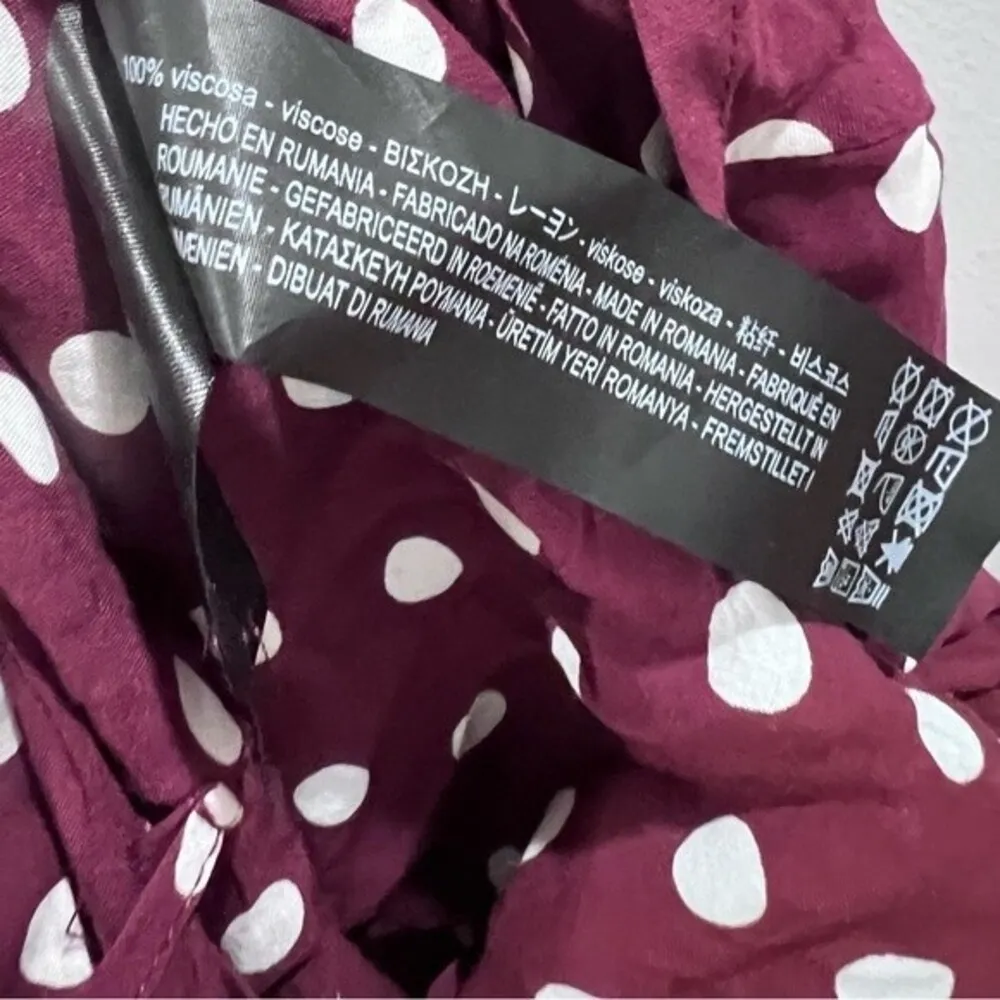 100% viscosa - viscose - ΒΙΣΚΟΖΗ - レーヨン - viskose - viskoza - 粘纤 - 비스코스
HECHO EN RUMANIA - FABRICADO NA ROMÉNIA - MADE IN ROMANIA - FABRIQUÉ EN
ROUMANIE - GEFABRICEERD IN ROEMENIË - FATTO IN ROMANIA - HERGESTELLT IN
RUMÄNIEN - ΚΑΤΑΣΚΕΥΗ ΡΟΥΜΑΝΙΑ - ÜRETİM YERİ ROMANYA - FREMSTILLET I
RUMÆNIEN - DIBUAT DI RUMANIA